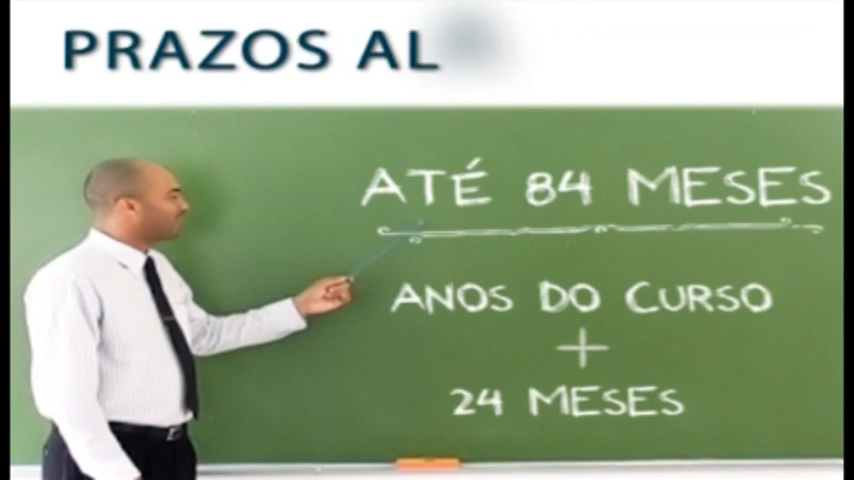 PRAZOS AL
ATÉ 84 MESES
ANOS DO CURSO
+
24 MESES